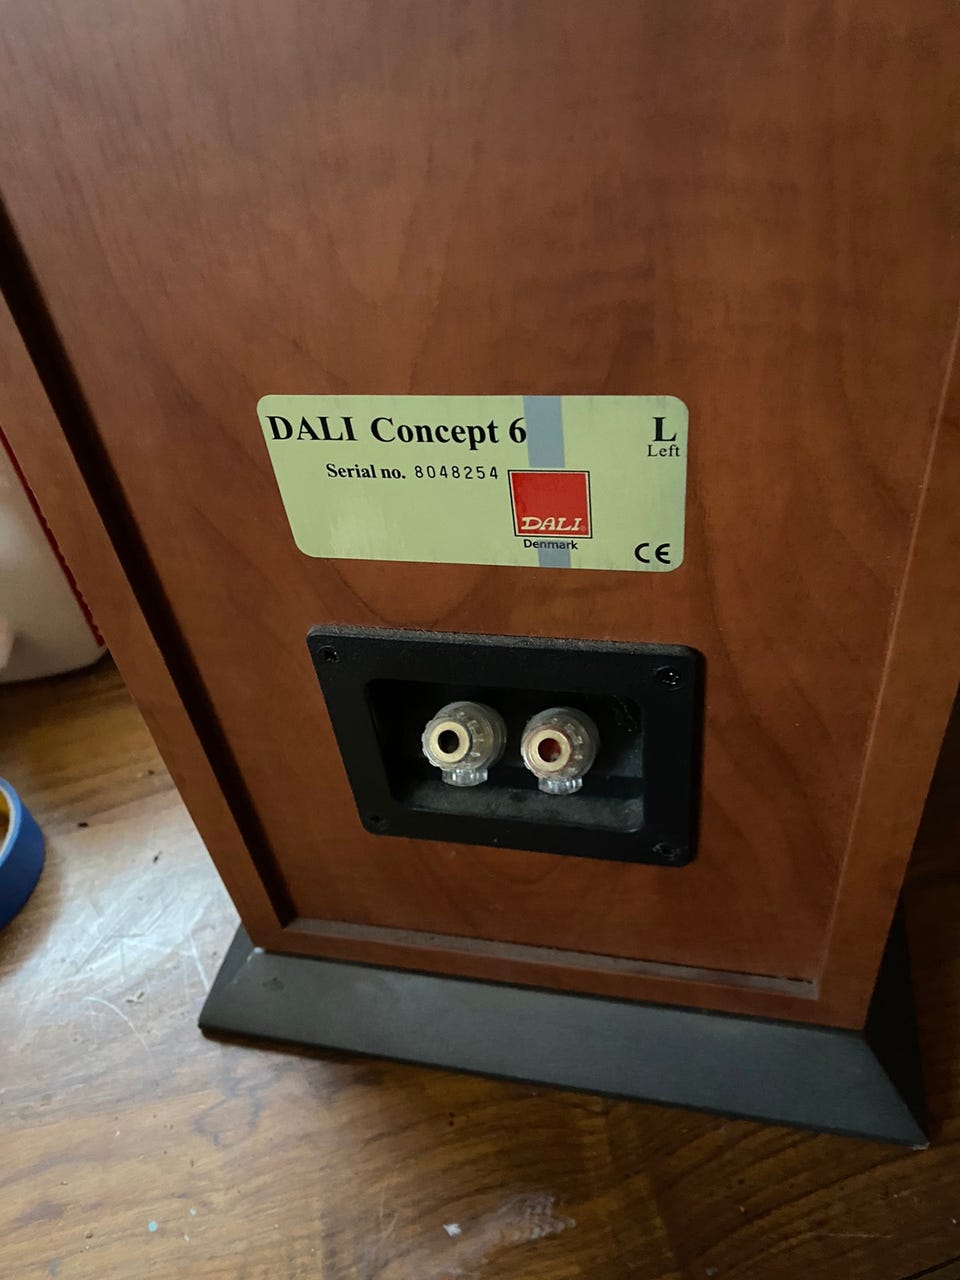 DALI Concept 6
L
Left
Serial no. 8048254
DALI
Denmark
CE